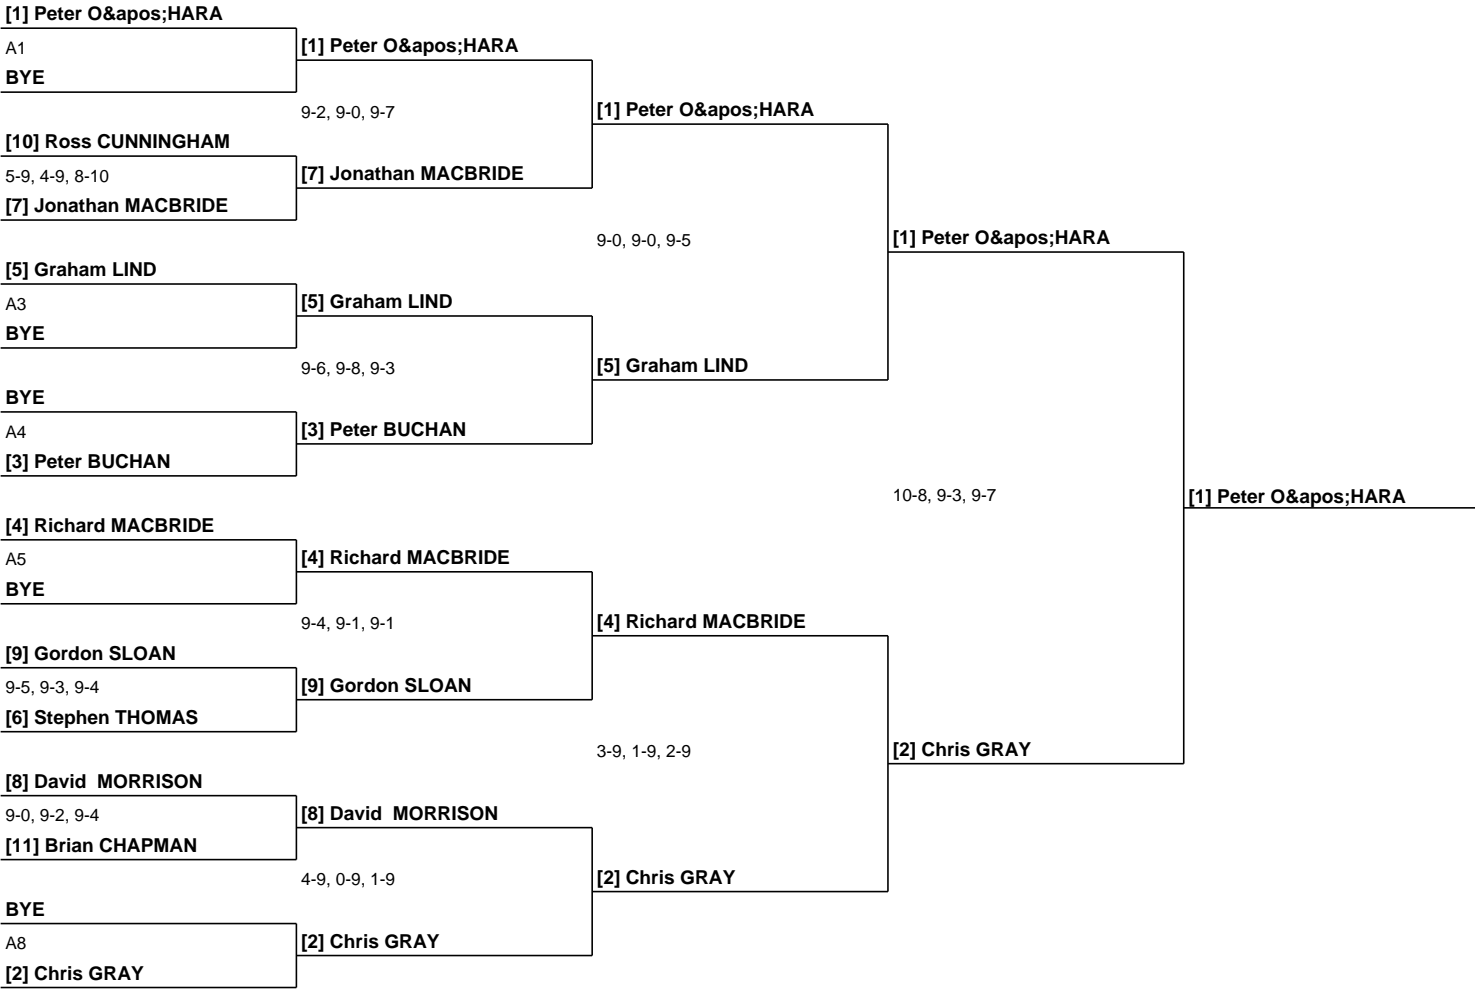 [1] Peter O&apos;HARA
A1
BYE
[10] Ross CUNNINGHAM
5-9, 4-9, 8-10
[7] Jonathan MACBRIDE
[5] Graham LIND
A3
BYE
BYE
A4
[3] Peter BUCHAN
[4] Richard MACBRIDE
A5
BYE
[9] Gordon SLOAN
9-5, 9-3, 9-4
[6] Stephen THOMAS
[8] David  MORRISON
9-0, 9-2, 9-4
[11] Brian CHAPMAN
BYE
A8
[2] Chris GRAY
[1] Peter O&apos;HARA
9-2, 9-0, 9-7
[7] Jonathan MACBRIDE
[5] Graham LIND
9-6, 9-8, 9-3
[3] Peter BUCHAN
[4] Richard MACBRIDE
9-4, 9-1, 9-1
[9] Gordon SLOAN
[8] David  MORRISON
4-9, 0-9, 1-9
[2] Chris GRAY
[1] Peter O&apos;HARA
9-0, 9-0, 9-5
[5] Graham LIND
[4] Richard MACBRIDE
3-9, 1-9, 2-9
[2] Chris GRAY
[1] Peter O&apos;HARA
10-8, 9-3, 9-7
[2] Chris GRAY
[1] Peter O&apos;HARA